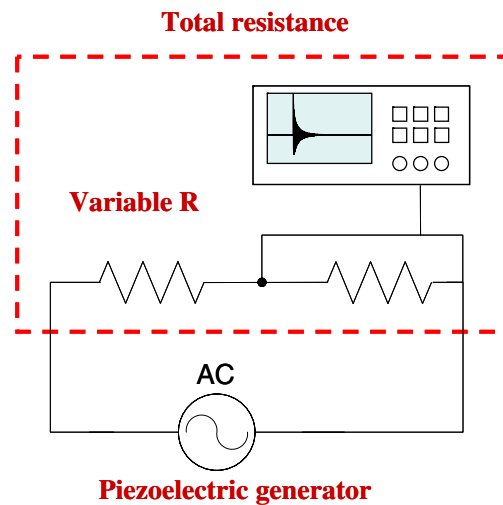 Total resistance
Variable R
AC
Piezoelectric generator